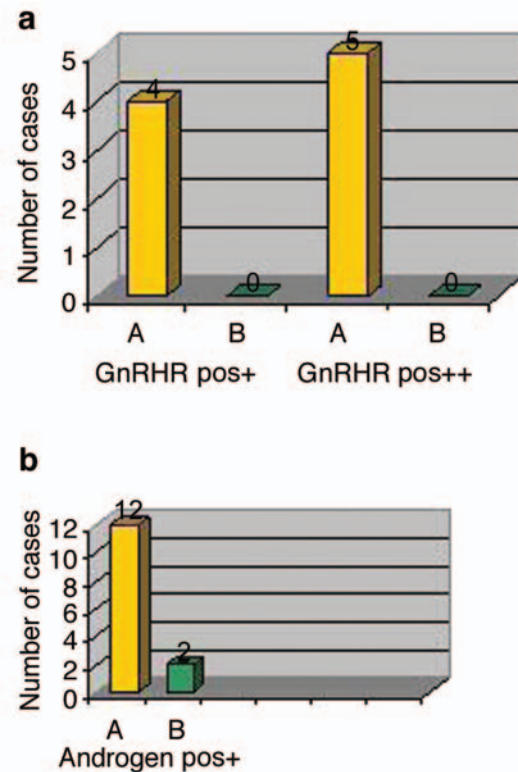 a
Number of cases
5
4
3
2
1
0
4
0
5
0
A B A B
GnRHR pos+ GnRHR pos++
b
Number of cases
12
10
8
6
4
2
0
12
2
A B
Androgen pos+